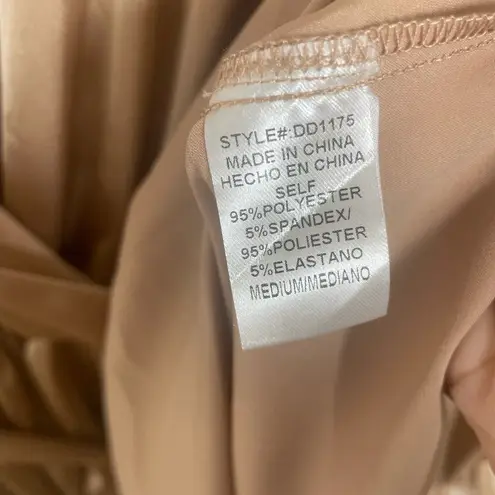 STYLE#:DD1175
MADE IN CHINA
HECHO EN CHINA
SELF
95%POLYESTER
5%SPANDEX/
95%POLIESTER
5%ELASTANO
MEDIUM/MEDIANO